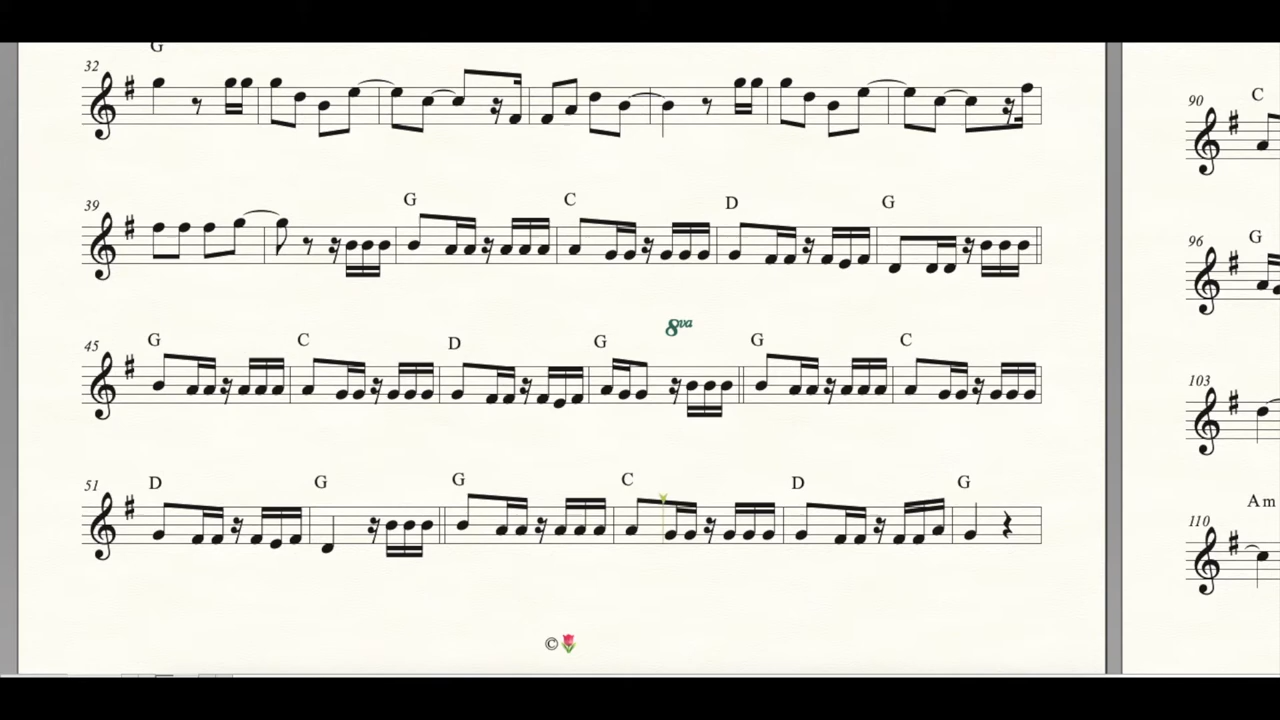 G
32
39
G C D G
8va
45
G C D G G C
51
D G G C D G
©
90
C
96
G
103
110
Am